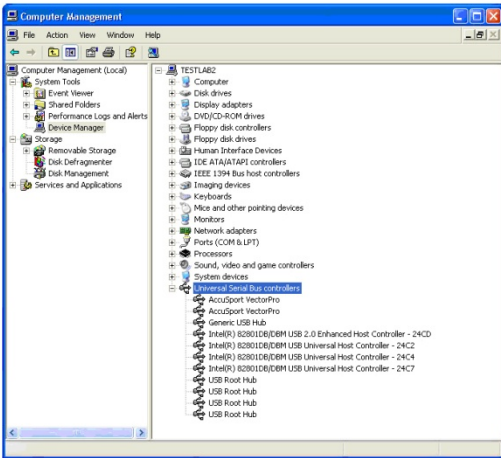 Computer Management
File Action View Window Help
Computer Management (Local)
System Tools
Event Viewer
Shared Folders
Performance Logs and Alerts
Device Manager
Storage
Removable Storage
Disk Defragmenter
Disk Management
Services and Applications
TESTLAB2
Computer
Disk drives
Display adapters
DVD/CD-ROM drives
Floppy disk controllers
Floppy disk drives
Human Interface Devices
IDE ATA/ATAPI controllers
IEEE 1394 Bus host controllers
Imaging devices
Keyboards
Mice and other pointing devices
Monitors
Network adapters
Ports (COM & LPT)
Processors
Sound, video and game controllers
System devices
Universal Serial Bus controllers
AccuSport VectorPro
AccuSport VectorPro
Generic USB Hub
Intel(R) 82801DB/DBM USB 2.0 Enhanced Host Controller - 24CD
Intel(R) 82801DB/DBM USB Universal Host Controller - 24C2
Intel(R) 82801DB/DBM USB Universal Host Controller - 24C4
Intel(R) 82801DB/DBM USB Universal Host Controller - 24C7
USB Root Hub
USB Root Hub
USB Root Hub
USB Root Hub